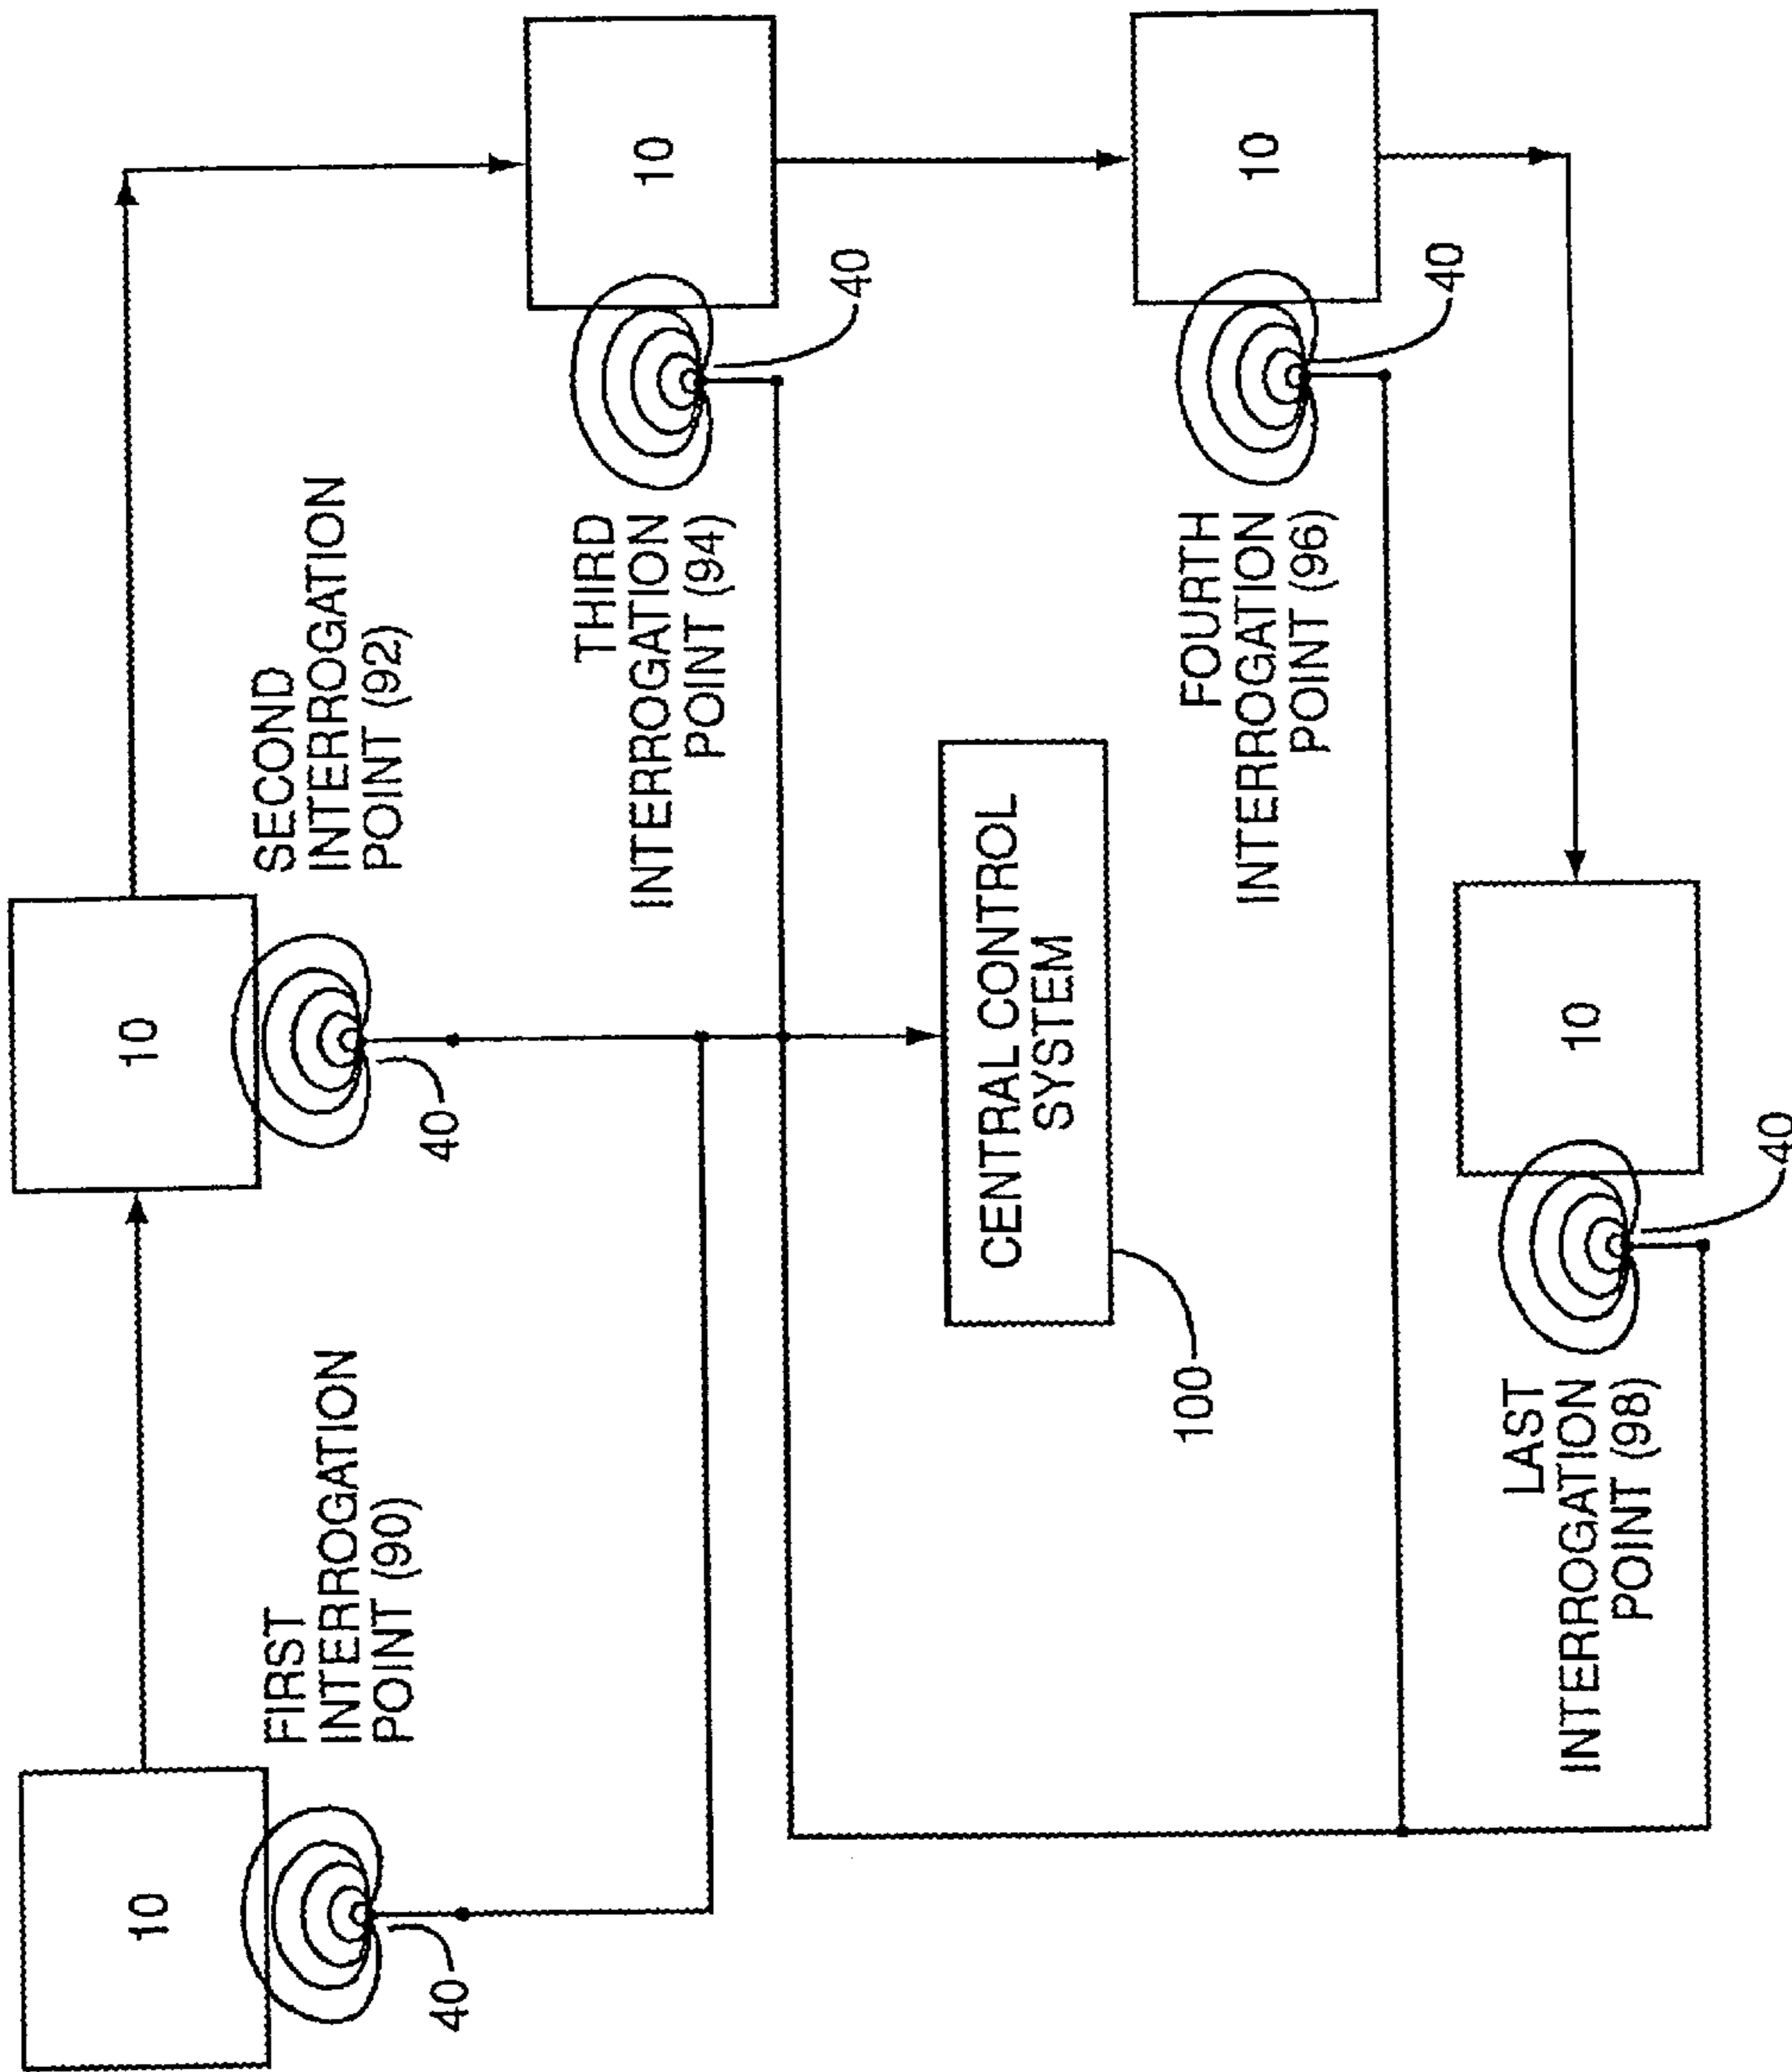 10
40
FIRST
INTERROGATION
POINT (90)
10
40
SECOND
INTERROGATION
POINT (92)
10
40
THIRD
INTERROGATION
POINT (94)
CENTRAL CONTROL
SYSTEM
100
10
40
FOURTH
INTERROGATION
POINT (96)
10
40
LAST
INTERROGATION
POINT (98)